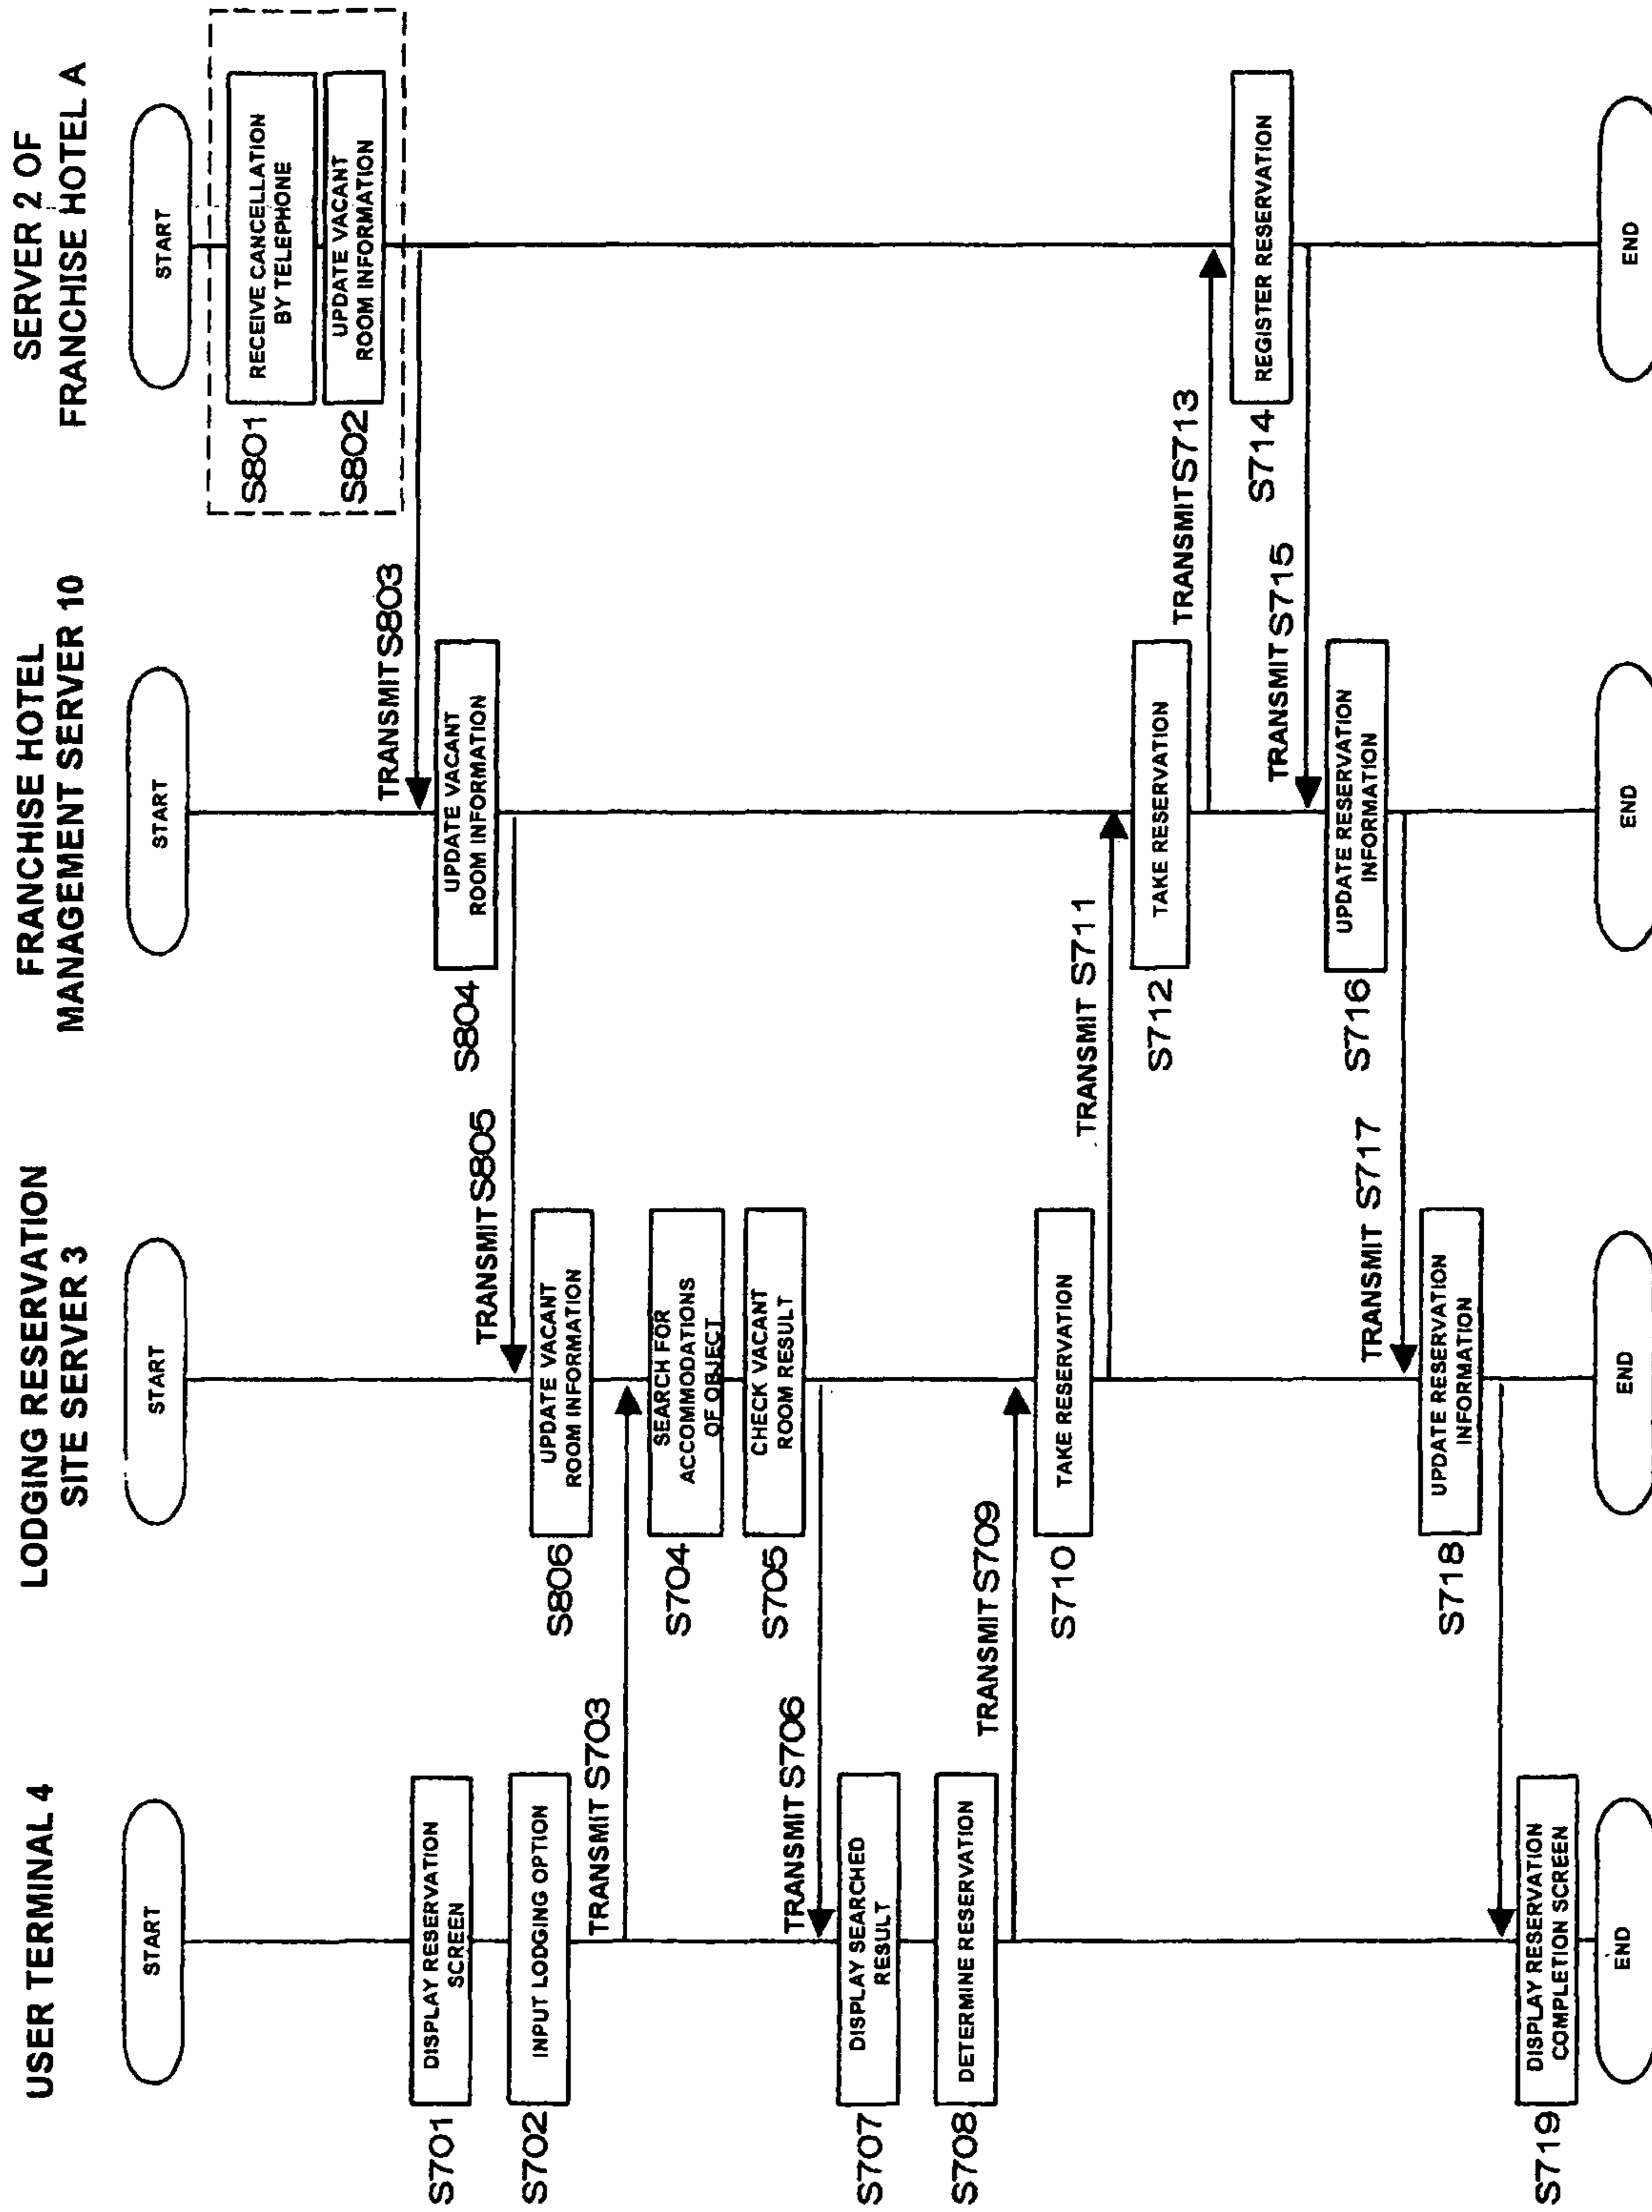 USER TERMINAL 4
LODGING RESERVATION
SITE SERVER 3
FRANCHISE HOTEL
MANAGEMENT SERVER 10
SERVER 2 OF
FRANCHISE HOTEL A
START
START
START
START
S801
RECEIVE CANCELLATION
BY TELEPHONE
S802
UPDATE VACANT
ROOM INFORMATION
TRANSMIT S803
S701
DISPLAY RESERVATION
SCREEN
S804
UPDATE VACANT
ROOM INFORMATION
TRANSMIT S805
S702
INPUT LODGING OPTION
S806
UPDATE VACANT
ROOM INFORMATION
TRANSMIT S703
S704
SEARCH FOR
ACCOMMODATIONS
OF OBJECT
S705
CHECK VACANT
ROOM RESULT
TRANSMIT S706
S707
DISPLAY SEARCHED
RESULT
S708
DETERMINE RESERVATION
TRANSMIT S709
S710
TAKE RESERVATION
TRANSMIT S711
S712
TAKE RESERVATION
TRANSMIT S713
S714
REGISTER RESERVATION
TRANSMIT S715
S716
UPDATE RESERVATION
INFORMATION
TRANSMIT S717
S718
UPDATE RESERVATION
INFORMATION
S719
DISPLAY RESERVATION
COMPLETION SCREEN
END
END
END
END